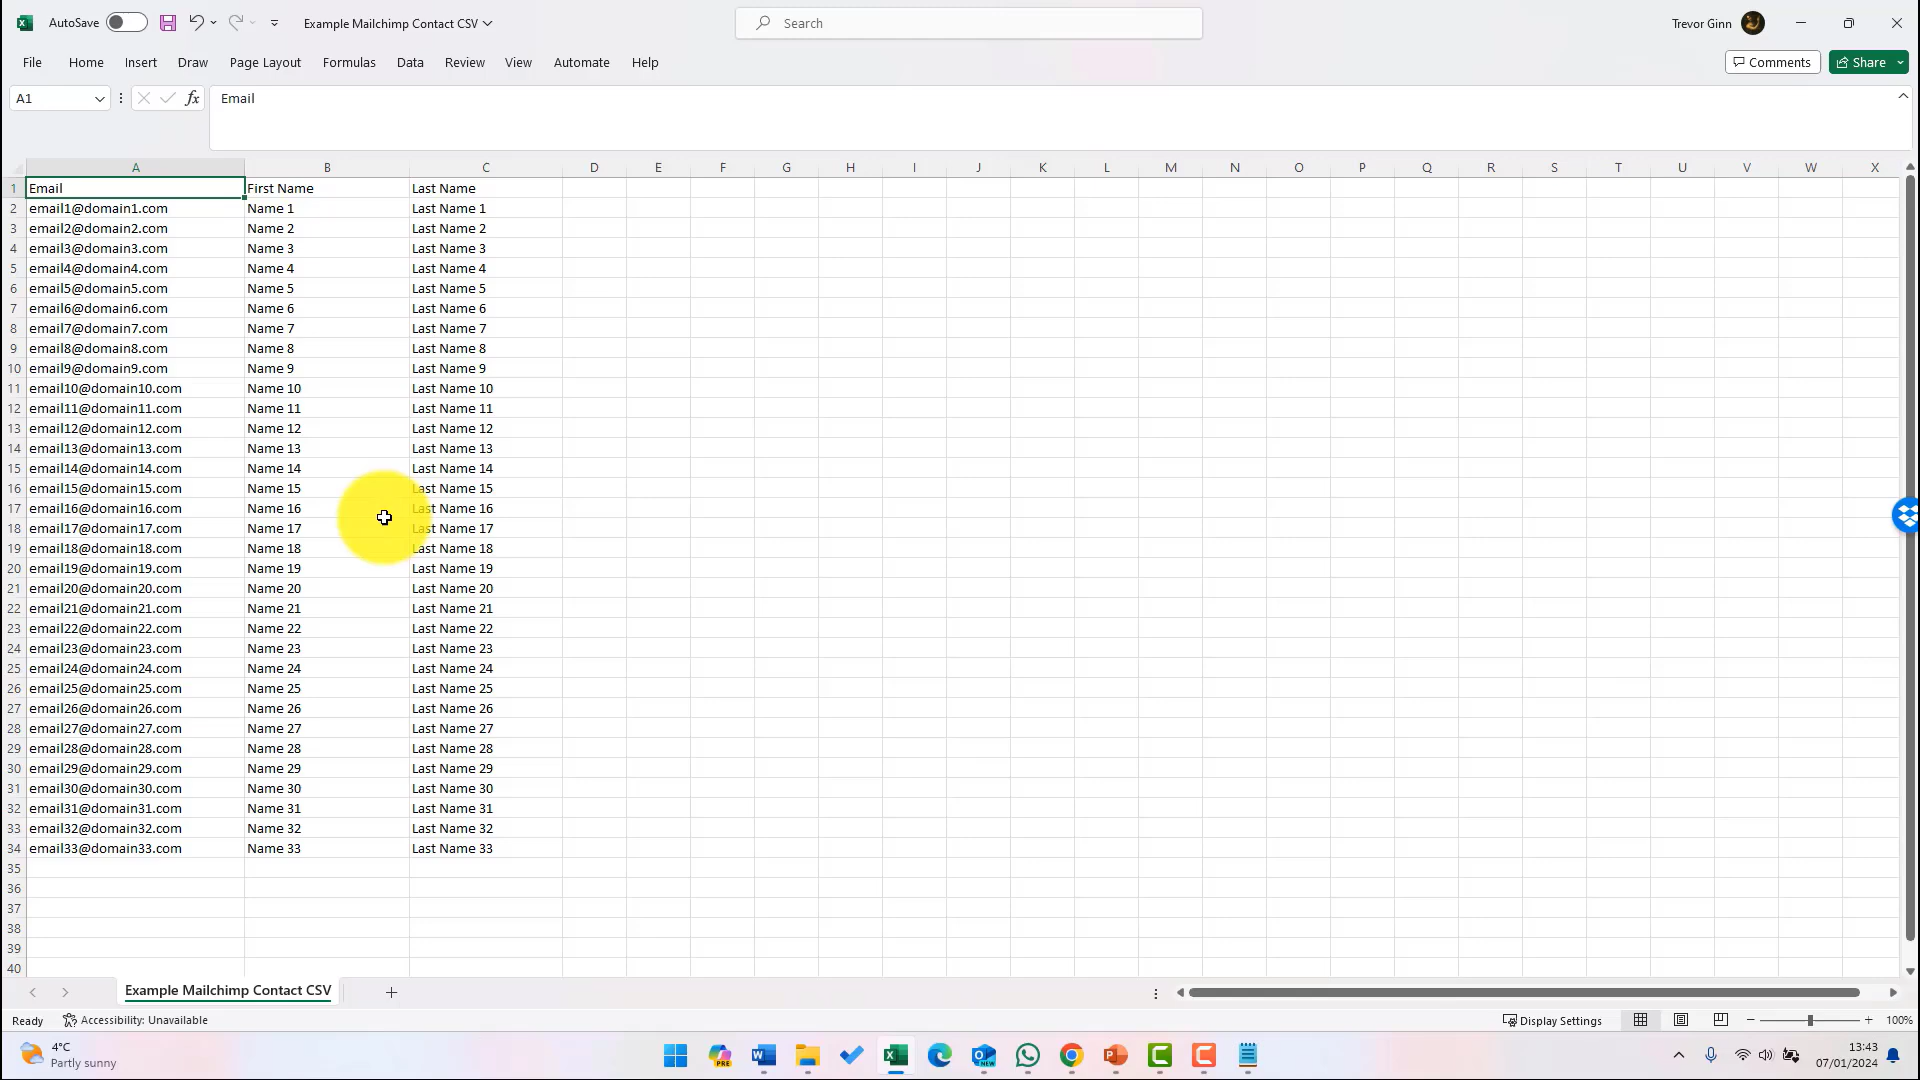 AutoSave Example Mailchimp Contact CSV Search Trevor Ginn
File Home Insert Draw Page Layout Formulas Data Review View Automate Help Comments Share
A1 fx Email
A B C D E F G H I J K L M N O P Q R S T U V W X
1 Email First Name Last Name
2 email1@domain1.com Name 1 Last Name 1
3 email2@domain2.com Name 2 Last Name 2
4 email3@domain3.com Name 3 Last Name 3
5 email4@domain4.com Name 4 Last Name 4
6 email5@domain5.com Name 5 Last Name 5
7 email6@domain6.com Name 6 Last Name 6
8 email7@domain7.com Name 7 Last Name 7
9 email8@domain8.com Name 8 Last Name 8
10 email9@domain9.com Name 9 Last Name 9
11 email10@domain10.com Name 10 Last Name 10
12 email11@domain11.com Name 11 Last Name 11
13 email12@domain12.com Name 12 Last Name 12
14 email13@domain13.com Name 13 Last Name 13
15 email14@domain14.com Name 14 Last Name 14
16 email15@domain15.com Name 15 Last Name 15
17 email16@domain16.com Name 16 Last Name 16
18 email17@domain17.com Name 17 Last Name 17
19 email18@domain18.com Name 18 Last Name 18
20 email19@domain19.com Name 19 Last Name 19
21 email20@domain20.com Name 20 Last Name 20
22 email21@domain21.com Name 21 Last Name 21
23 email22@domain22.com Name 22 Last Name 22
24 email23@domain23.com Name 23 Last Name 23
25 email24@domain24.com Name 24 Last Name 24
26 email25@domain25.com Name 25 Last Name 25
27 email26@domain26.com Name 26 Last Name 26
28 email27@domain27.com Name 27 Last Name 27
29 email28@domain28.com Name 28 Last Name 28
30 email29@domain29.com Name 29 Last Name 29
31 email30@domain30.com Name 30 Last Name 30
32 email31@domain31.com Name 31 Last Name 31
33 email32@domain32.com Name 32 Last Name 32
34 email33@domain33.com Name 33 Last Name 33
35
36
37
38
39
40
Example Mailchimp Contact CSV
Ready Accessibility: Unavailable Display Settings 100%
4°C 13:43
Partly sunny 07/01/2024